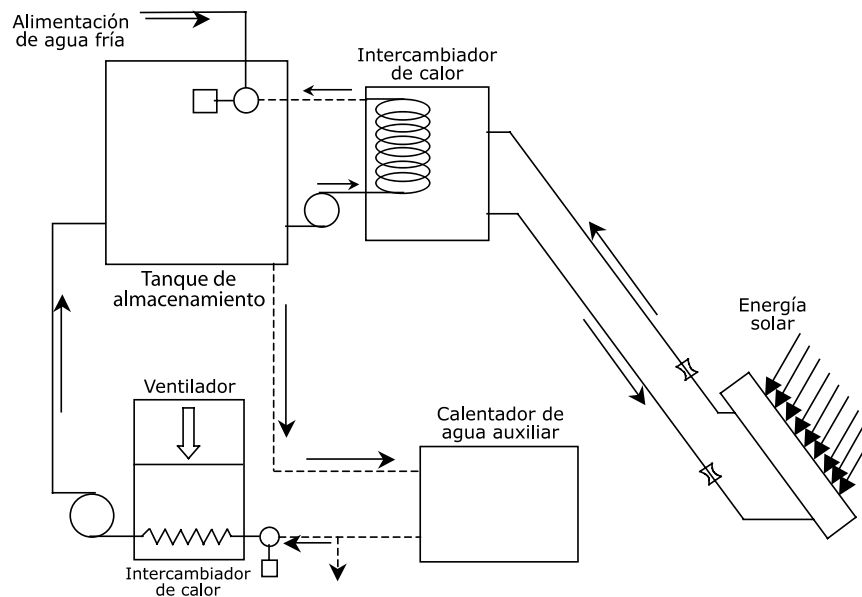 Alimentación
de agua fría
Intercambiador
de calor
Tanque de
almacenamiento
Energía
solar
Ventilador
Calentador de
agua auxiliar
Intercambiador
de calor